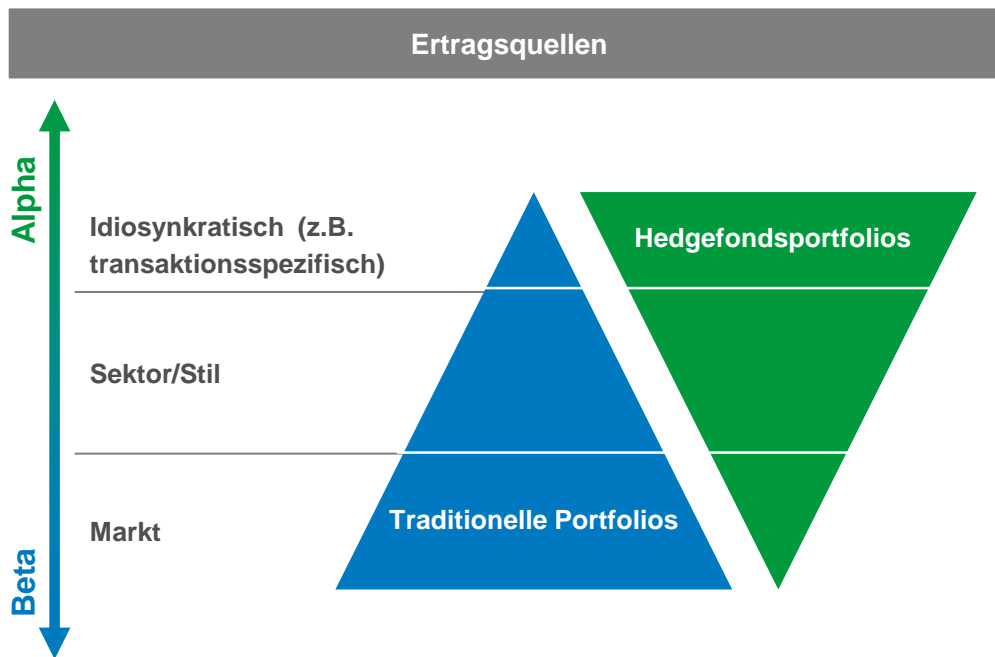 Ertragsquellen
Alpha
Idiosynkratisch (z.B.
transaktionsspezifisch)
Hedgefondsportfolios
Sektor/Stil
Markt
Traditionelle Portfolios
Beta